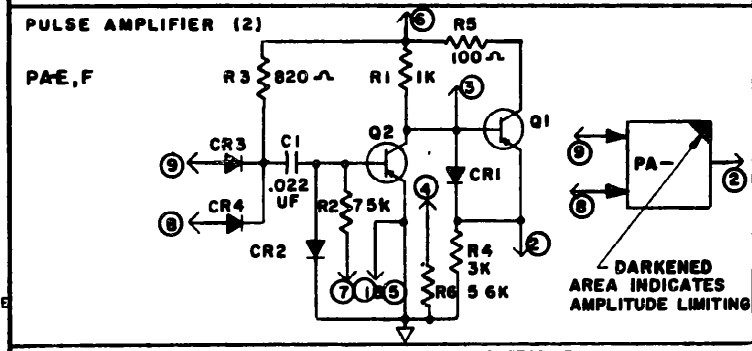 PULSE AMPLIFIER (2)
PA-E, F
6
R5
100 Ω
R3 820 Ω
R1 1K
3
Q1
Q2
9
CR3
C1
.022
UF
CR1
8
CR4
R2 75K
4
CR2
2
R4
3K
7
5
R6 5 6K
9
PA-
8
2
DARKENED
AREA INDICATES
AMPLITUDE LIMITING
E